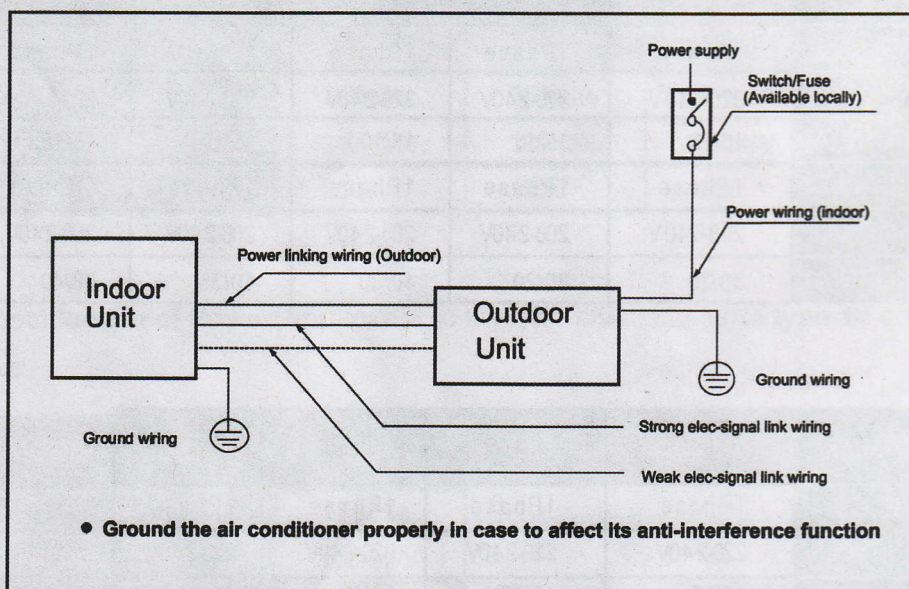 Power supply
Switch/Fuse
(Available locally)
Power wiring (indoor)
Power linking wiring (Outdoor)
Indoor
Unit
Outdoor
Unit
Ground wiring
Ground wiring
Strong elec-signal link wiring
Weak elec-signal link wiring
• Ground the air conditioner properly in case to affect its anti-interference function